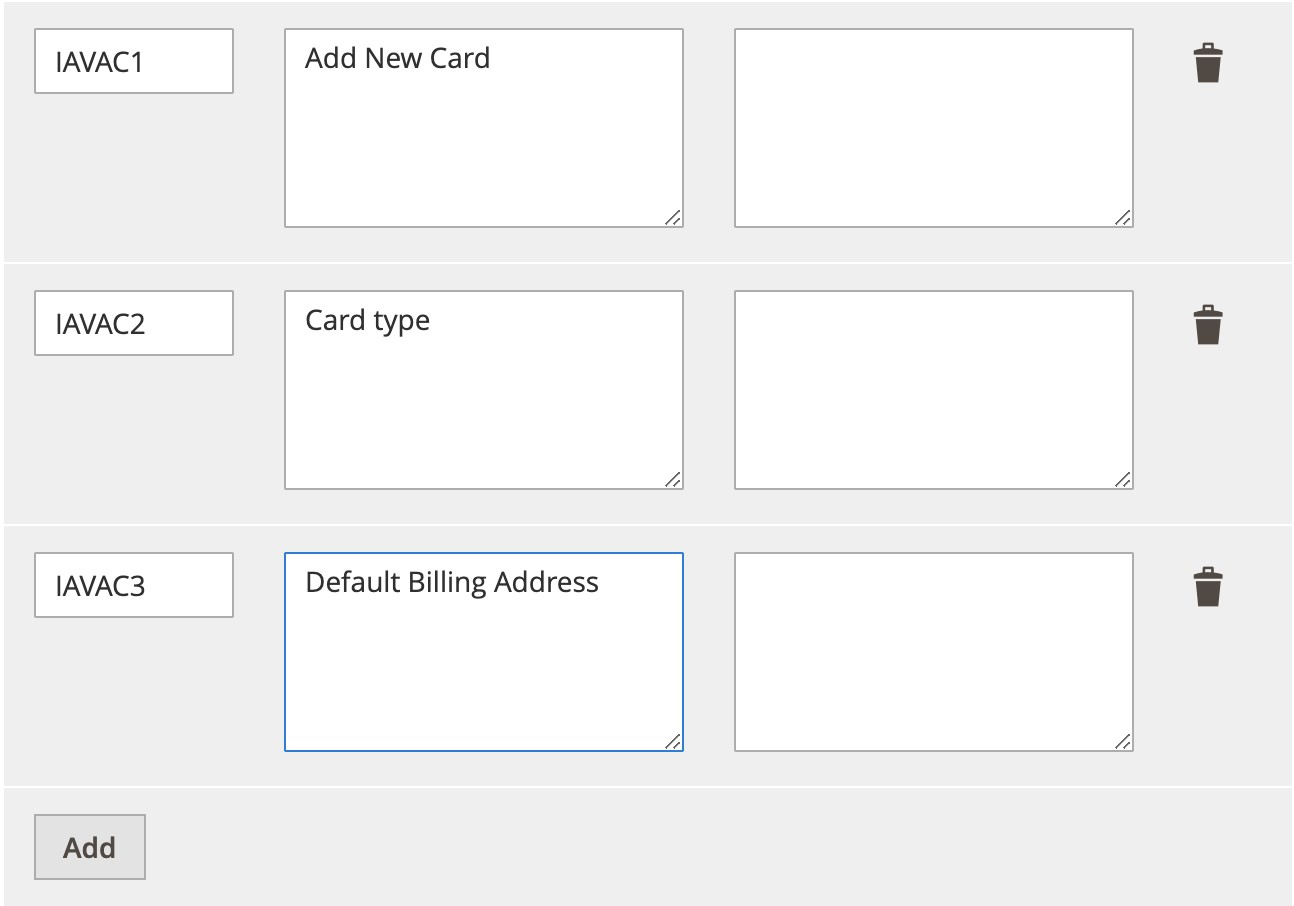 IAVAC1
Add New Card
IAVAC2
Card type
IAVAC3
Default Billing Address
Add